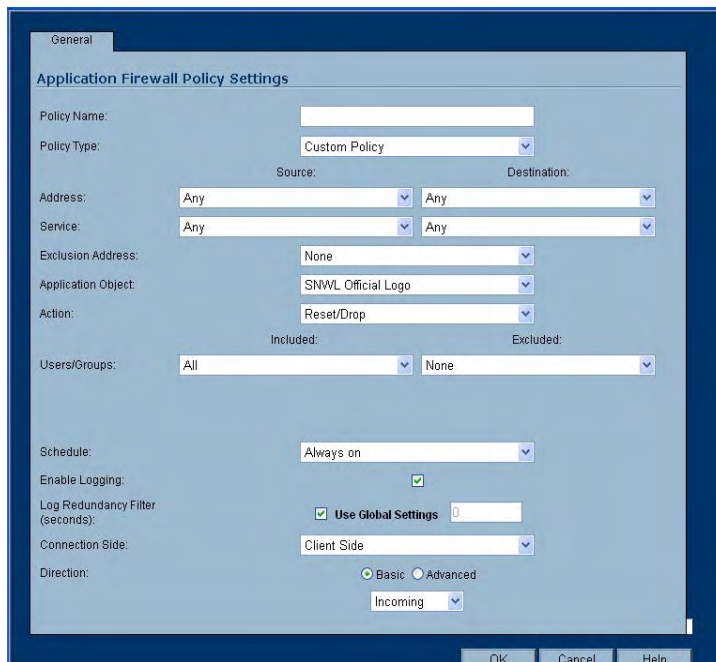 General
Application Firewall Policy Settings
Policy Name:
Policy Type: Custom Policy
Source: Destination:
Address: Any Any
Service: Any Any
Exclusion Address: None
Application Object: SNWL Official Logo
Action: Reset/Drop
Included: Excluded:
Users/Groups: All None
Schedule: Always on
Enable Logging:
Log Redundancy Filter
(seconds): Use Global Settings 0
Connection Side: Client Side
Direction: Basic Advanced
Incoming
OK Cancel Help